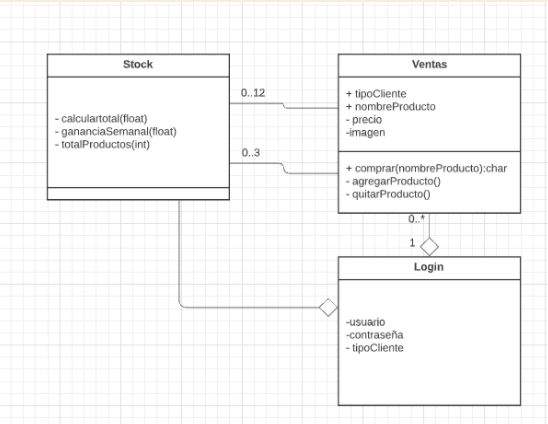 Stock
- calculartotal(float)
- gananciaSemanal(float)
- totalProductos(int)
0..12
0..3
Ventas
+ tipoCliente
+ nombreProducto
- precio
-imagen
+ comprar(nombreProducto):char
- agregarProducto()
- quitarProducto()
0..*
1
Login
-usuario
-contraseña
- tipoCliente